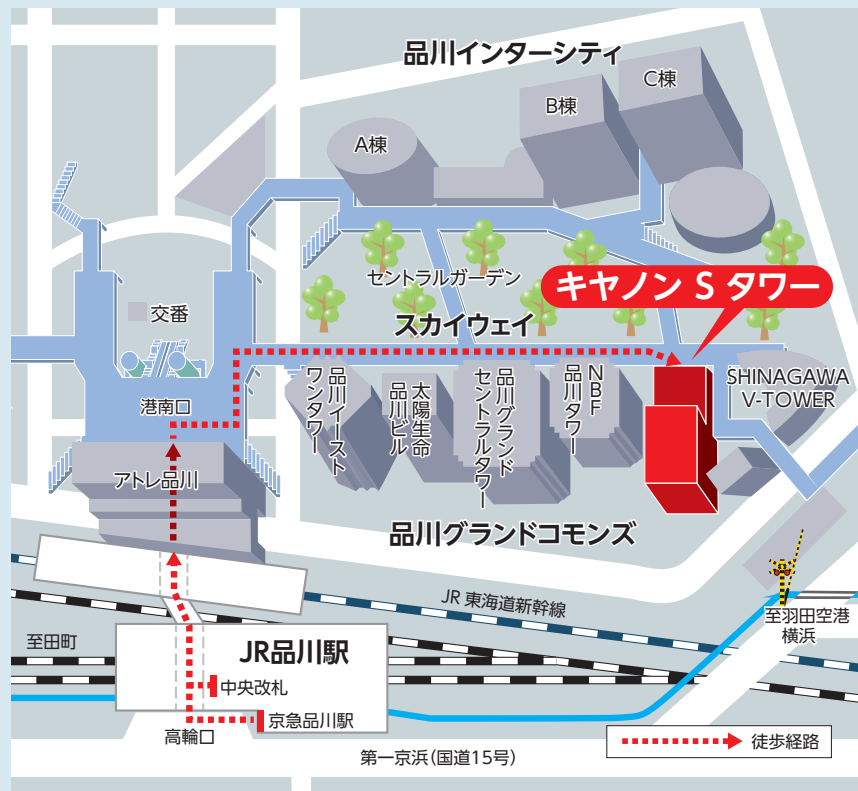 品川インターシティ
C棟
B棟
A棟
セントラルガーデン
キヤノン S タワー
交番
スカイウェイ
港南口
品川イースト
ワンタワー
太陽生命
品川ビル
品川グランド
セントラルタワー
NBF
品川タワー
SHINAGAWA
V-TOWER
アトレ品川
品川グランドコモンズ
JR 東海道新幹線
至羽田空港
横浜
至田町
JR品川駅
中央改札
京急品川駅
高輪口
第一京浜(国道15号)
徒歩経路